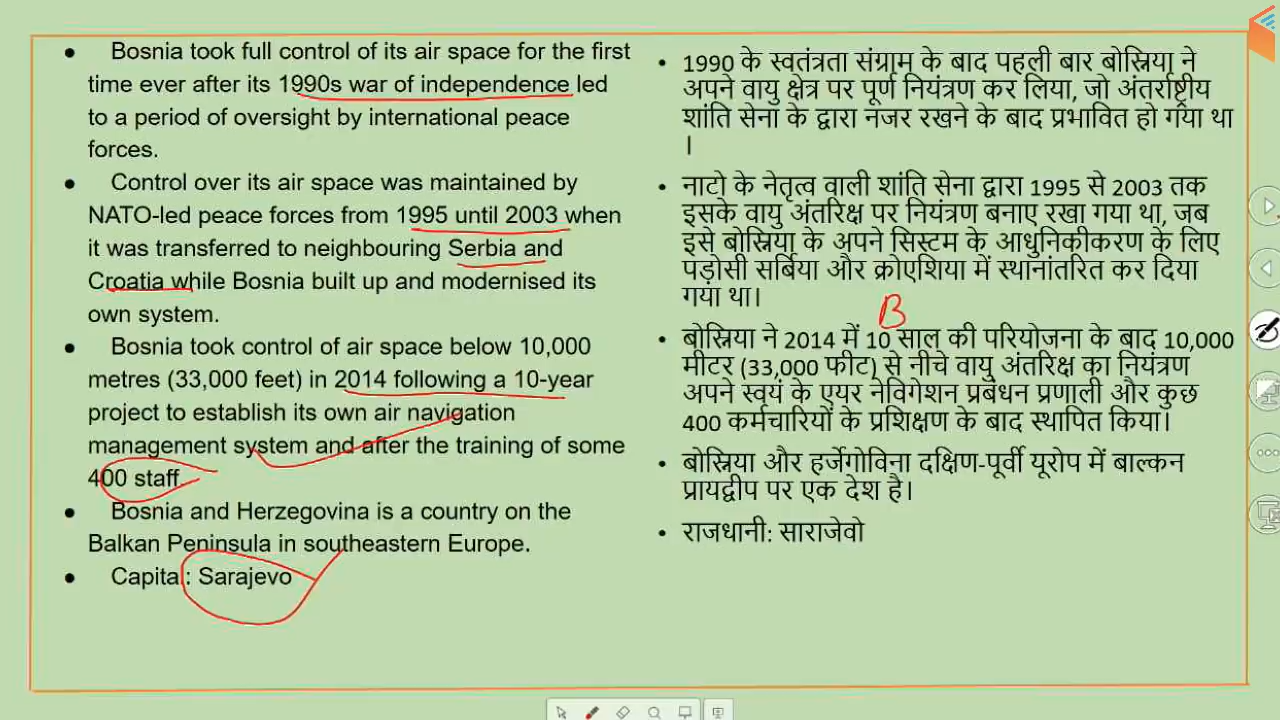 • Bosnia took full control of its air space for the first
time ever after its 1990s war of independence led
to a period of oversight by international peace
forces.
• Control over its air space was maintained by
NATO-led peace forces from 1995 until 2003 when
it was transferred to neighbouring Serbia and
Croatia while Bosnia built up and modernised its
own system.
• Bosnia took control of air space below 10,000
metres (33,000 feet) in 2014 following a 10-year
project to establish its own air navigation
management system and after the training of some
400 staff.
• Bosnia and Herzegovina is a country on the
Balkan Peninsula in southeastern Europe.
• Capital: Sarajevo
• 1990 के स्वतंत्रता संग्राम के बाद पहली बार बोस्निया ने
अपने वायु क्षेत्र पर पूर्ण नियंत्रण कर लिया, जो अंतर्राष्ट्रीय
शांति सेना के द्वारा नजर रखने के बाद प्रभावित हो गया था
।
• नाटो के नेतृत्व वाली शांति सेना द्वारा 1995 से 2003 तक
इसके वायु अंतरिक्ष पर नियंत्रण बनाए रखा गया था, जब
इसे बोस्निया के अपने सिस्टम के आधुनिकीकरण के लिए
पड़ोसी सर्बिया और क्रोएशिया में स्थानांतरित कर दिया
गया था।
B
• बोस्निया ने 2014 में 10 साल की परियोजना के बाद 10,000
मीटर (33,000 फीट) से नीचे वायु अंतरिक्ष का नियंत्रण
अपने स्वयं के एयर नेविगेशन प्रबंधन प्रणाली और कुछ
400 कर्मचारियों के प्रशिक्षण के बाद स्थापित किया।
• बोस्निया और हर्जेगोविना दक्षिण-पूर्वी यूरोप में बाल्कन
प्रायद्वीप पर एक देश है।
• राजधानी: साराजेवो